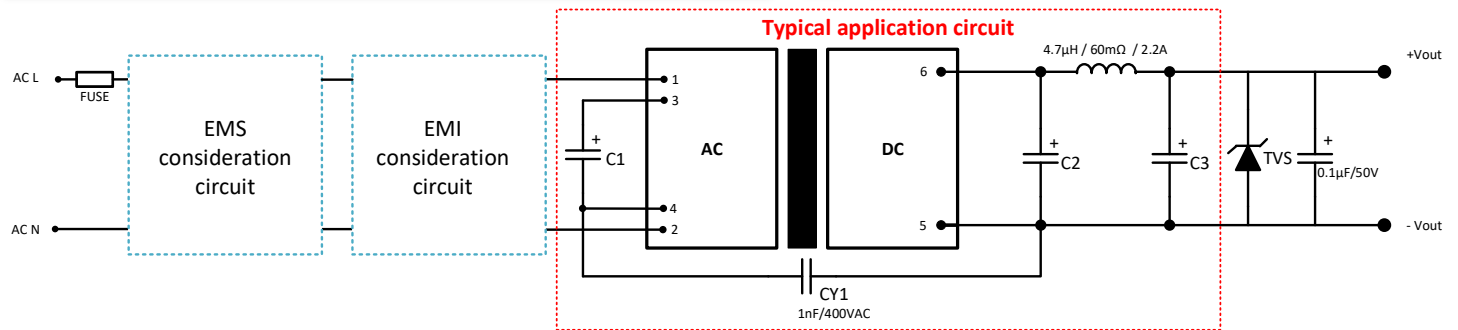 Typical application circuit
4.7µH / 60mΩ / 2.2A
AC L
FUSE
EMS
consideration
circuit
EMI
consideration
circuit
1
3
+
C1
AC
4
2
DC
6
5
+
C2
+
C3
TVS
+
0.1µF/50V
+Vout
AC N
- Vout
CY1
1nF/400VAC